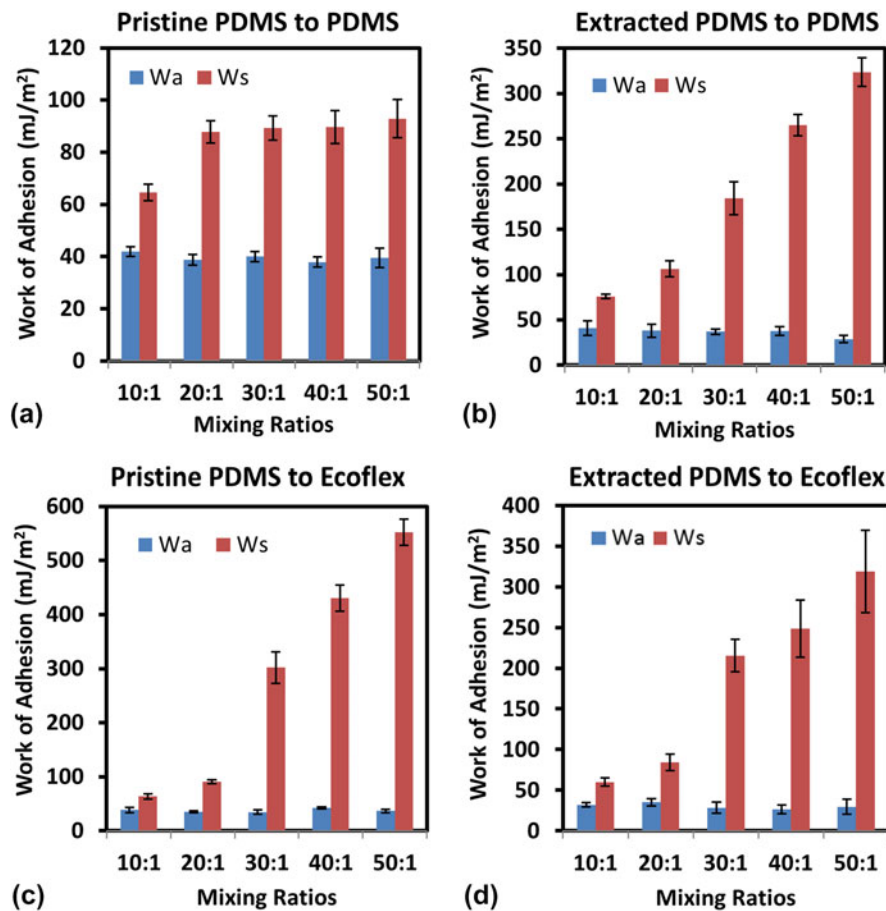 Pristine PDMS to PDMS
Work of Adhesion (mJ/m²)
120
100
80
60
40
20
0
Wa Ws
10:1 20:1 30:1 40:1 50:1
Mixing Ratios
(a)
Extracted PDMS to PDMS
Work of Adhesion (mJ/m²)
350
300
250
200
150
100
50
0
Wa Ws
10:1 20:1 30:1 40:1 50:1
Mixing Ratios
(b)
Pristine PDMS to Ecoflex
Work of Adhesion (mJ/m²)
600
500
400
300
200
100
0
Wa Ws
10:1 20:1 30:1 40:1 50:1
Mixing Ratios
(c)
Extracted PDMS to Ecoflex
Work of Adhesion (mJ/m²)
400
350
300
250
200
150
100
50
0
Wa Ws
10:1 20:1 30:1 40:1 50:1
Mixing Ratios
(d)